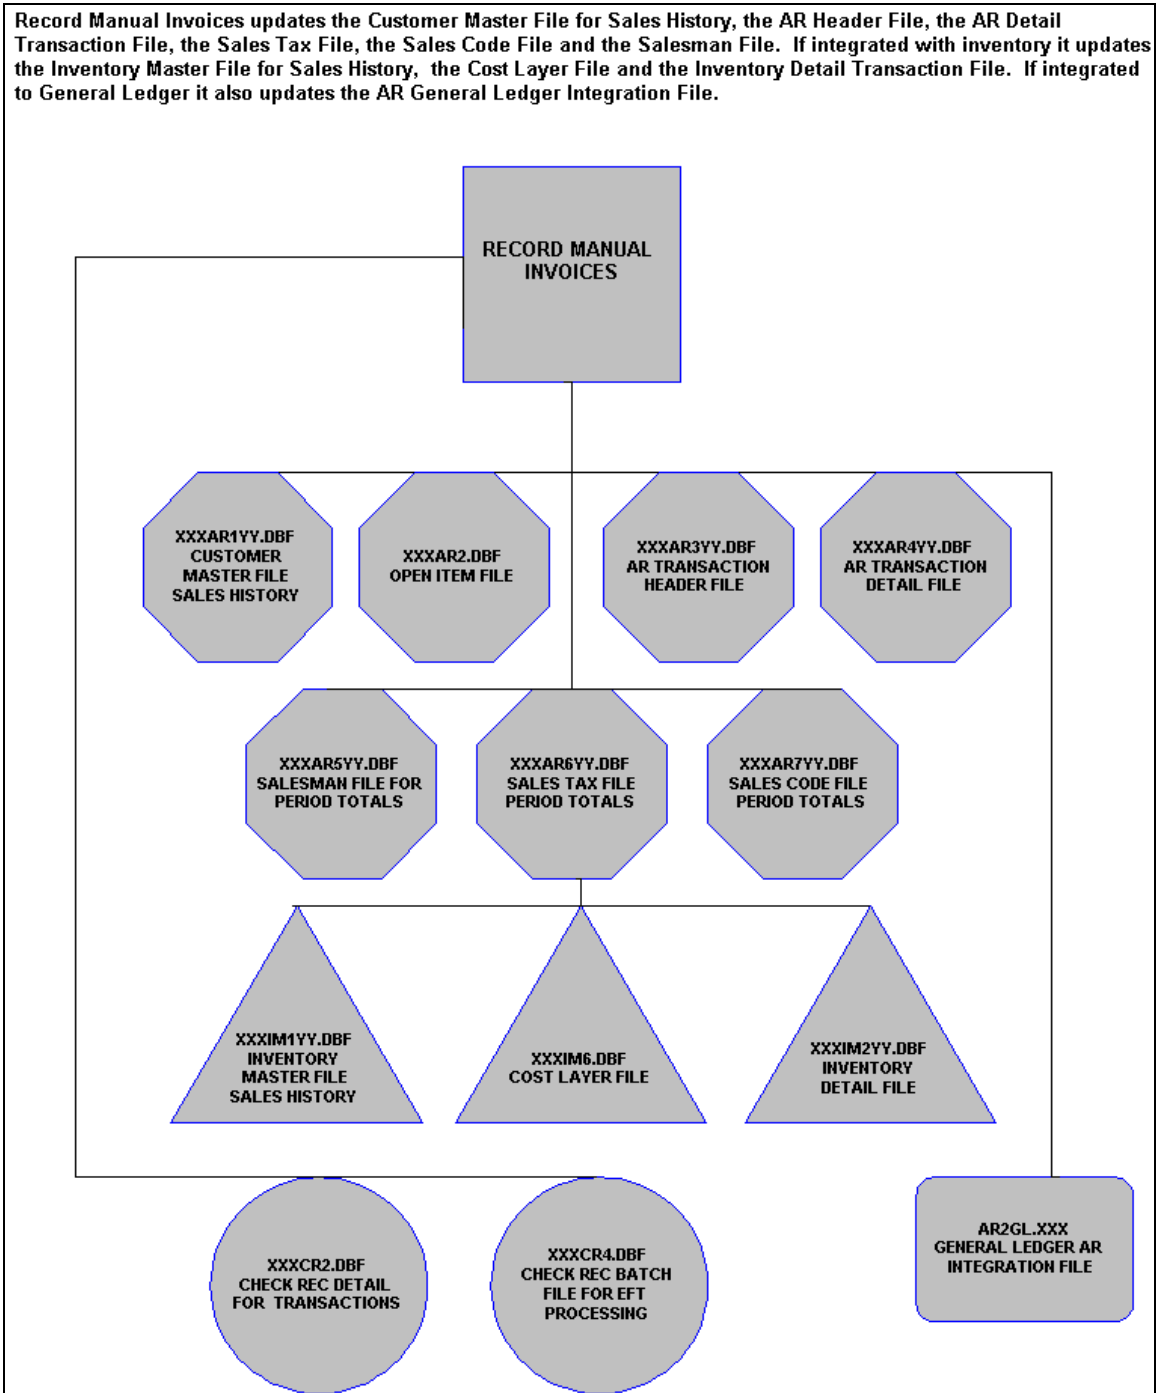 Record Manual Invoices updates the Customer Master File for Sales History, the AR Header File, the AR Detail
Transaction File, the Sales Tax File, the Sales Code File and the Salesman File.  If integrated with inventory it updates
the Inventory Master File for Sales History,  the Cost Layer File and the Inventory Detail Transaction File.  If integrated
to General Ledger it also updates the AR General Ledger Integration File.
RECORD MANUAL
INVOICES
XXXAR1YY.DBF
CUSTOMER
MASTER FILE
SALES HISTORY
XXXAR2.DBF
OPEN ITEM FILE
XXXAR3YY.DBF
AR TRANSACTION
HEADER FILE
XXXAR4YY.DBF
AR TRANSACTION
DETAIL FILE
XXXAR5YY.DBF
SALESMAN FILE FOR
PERIOD TOTALS
XXXAR6YY.DBF
SALES TAX FILE
PERIOD TOTALS
XXXAR7YY.DBF
SALES CODE FILE
PERIOD TOTALS
XXXIM1YY.DBF
INVENTORY
MASTER FILE
SALES HISTORY
XXXIM6.DBF
COST LAYER FILE
XXXIM2YY.DBF
INVENTORY
DETAIL FILE
XXXCR2.DBF
CHECK REC DETAIL
FOR  TRANSACTIONS
XXXCR4.DBF
CHECK REC BATCH
FILE FOR EFT
PROCESSING
AR2GL.XXX
GENERAL LEDGER AR
INTEGRATION FILE